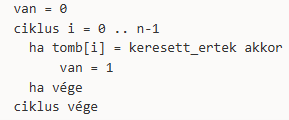 van = 0
ciklus i = 0 .. n-1
ha tomb[i] = keresett_ertek akkor
van = 1
ha vége
ciklus vége